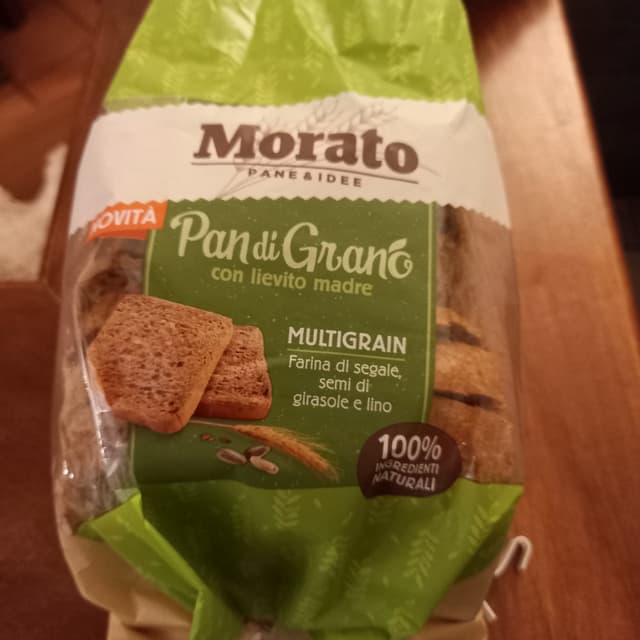 Morato
PANE & IDEE
NOVITÀ
Pan di Grano
con lievito madre
MULTIGRAIN
Farina di segale,
semi di
girasole e lino
100%
INGREDIENTI
NATURALI